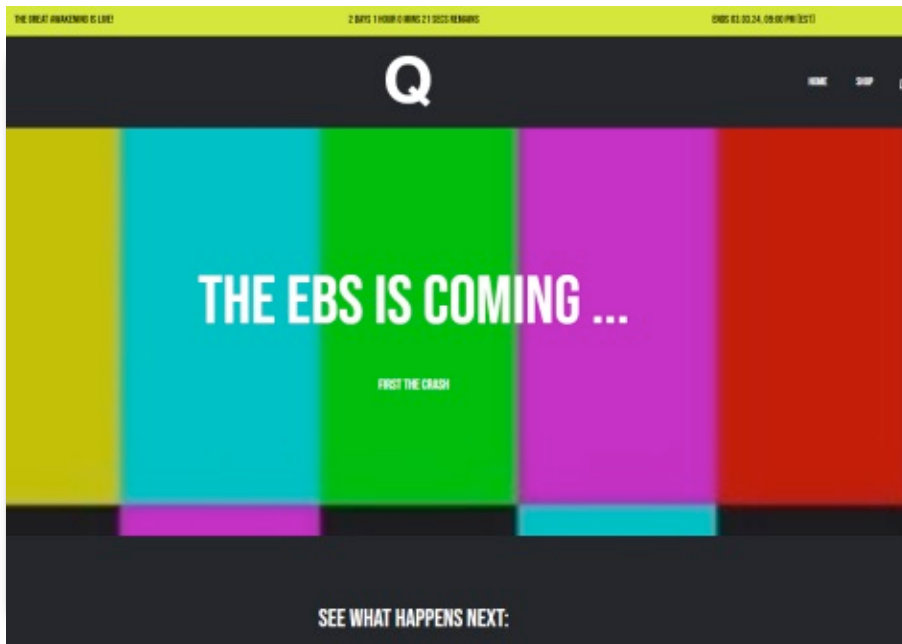 THE GREAT AWAKENING IS LIVE!
2 DAYS 1 HOUR 0 MINS 21 SECS REMAINS
ENDS 03.03.24, 09:00 PM (EST)
Q
HOME
SHOP
THE EBS IS COMING ...
FIRST THE CRASH
SEE WHAT HAPPENS NEXT: